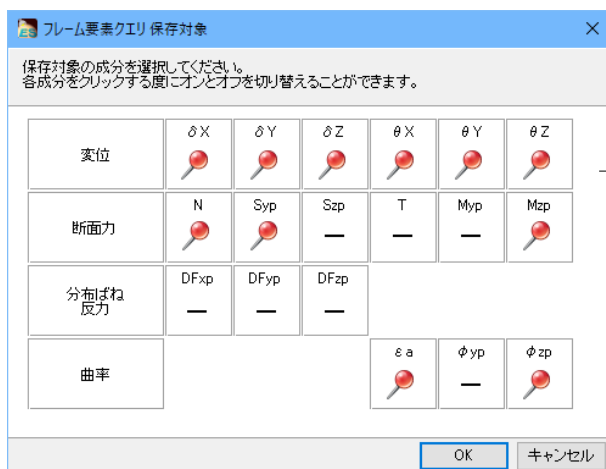 フレーム要素クエリ 保存対象
保存対象の成分を選択してください。
各成分をクリックする度にオンとオフを切り替えることができます。
変位 δX δY δZ θX θY θZ
断面力 N Syp Szp T Myp Mzp
分布ばね
反力 DFxp DFyp DFzp
曲率 εa φyp φzp
OK キャンセル